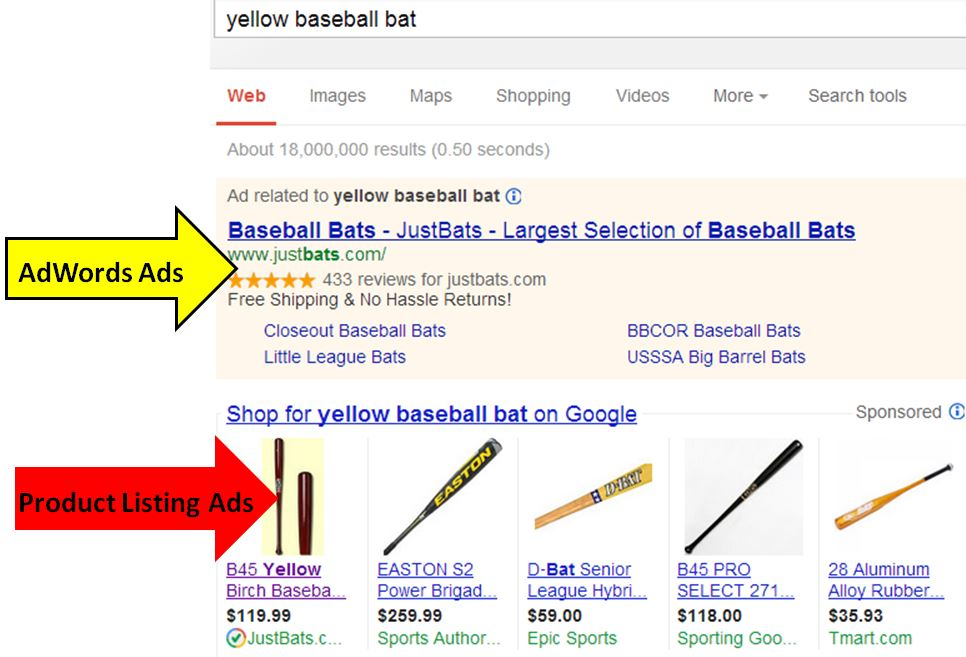 yellow baseball bat
Web Images Maps Shopping Videos More Search tools
About 18,000,000 results (0.50 seconds)
Ad related to yellow baseball bat
Baseball Bats - JustBats - Largest Selection of Baseball Bats
www.justbats.com/
AdWords Ads
433 reviews for justbats.com
Free Shipping & No Hassle Returns!
Closeout Baseball Bats BBCOR Baseball Bats
Little League Bats USSSA Big Barrel Bats
Shop for yellow baseball bat on Google Sponsored
Product Listing Ads
EASTON
D-BAT
B45 Yellow
Birch Baseba...
$119.99
JustBats.c...
EASTON S2
Power Brigad...
$259.99
Sports Author...
D-Bat Senior
League Hybri...
$59.00
Epic Sports
B45 PRO
SELECT 271...
$118.00
Sporting Goo...
28 Aluminum
Alloy Rubber...
$35.93
Tmart.com